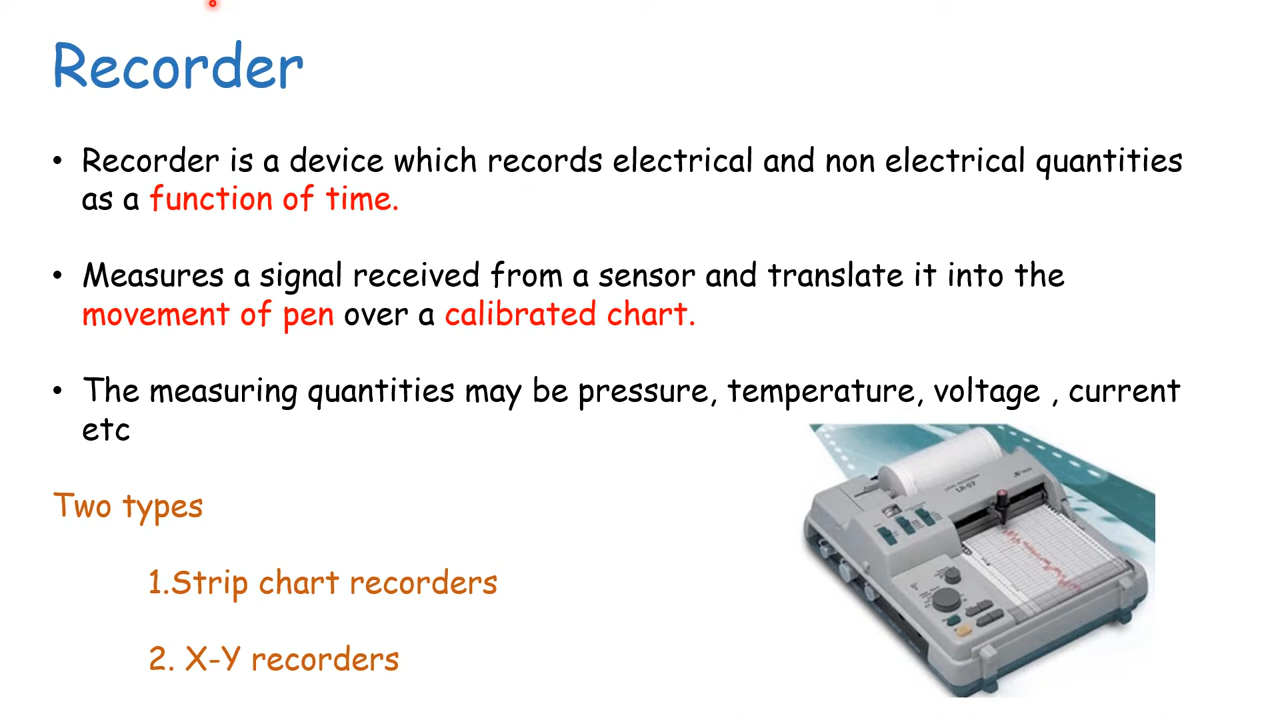 Recorder
• Recorder is a device which records electrical and non electrical quantities
as a function of time.
• Measures a signal received from a sensor and translate it into the
movement of pen over a calibrated chart.
• The measuring quantities may be pressure, temperature, voltage , current
etc
Two types
1.Strip chart recorders
2. X-Y recorders
LR-07